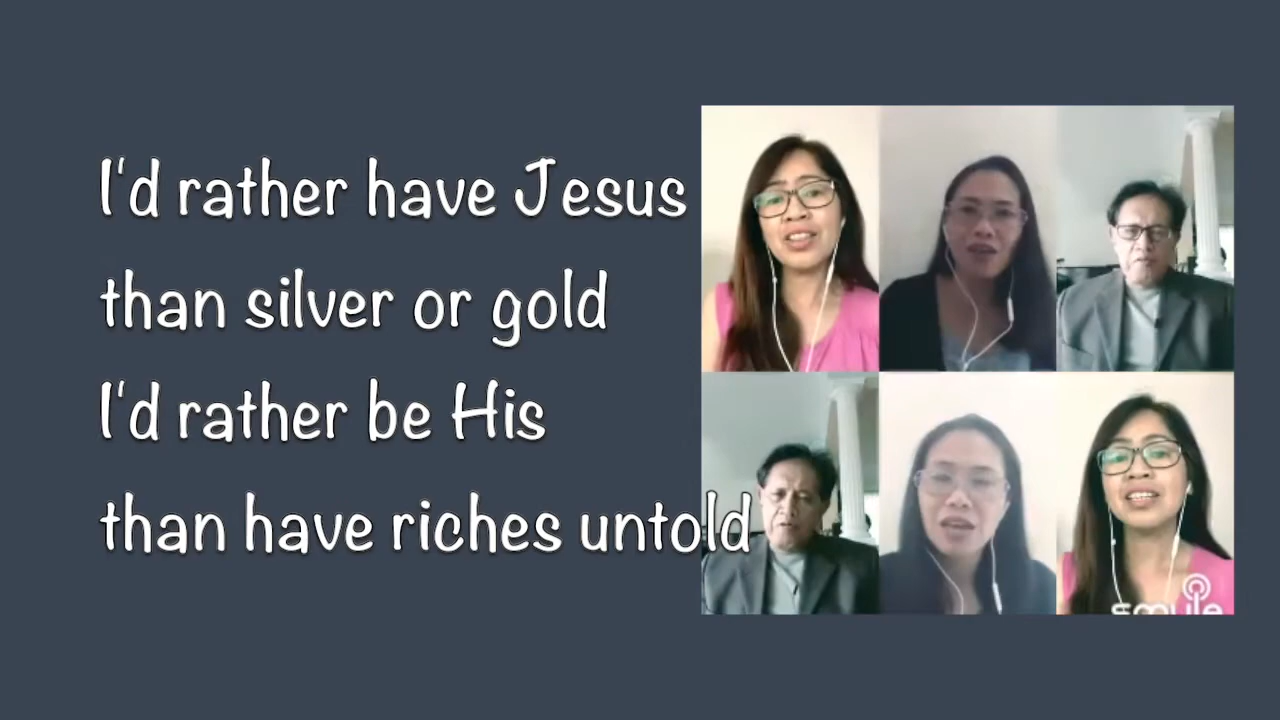 I'd rather have Jesus
than silver or gold
I'd rather be His
than have riches untold
smule